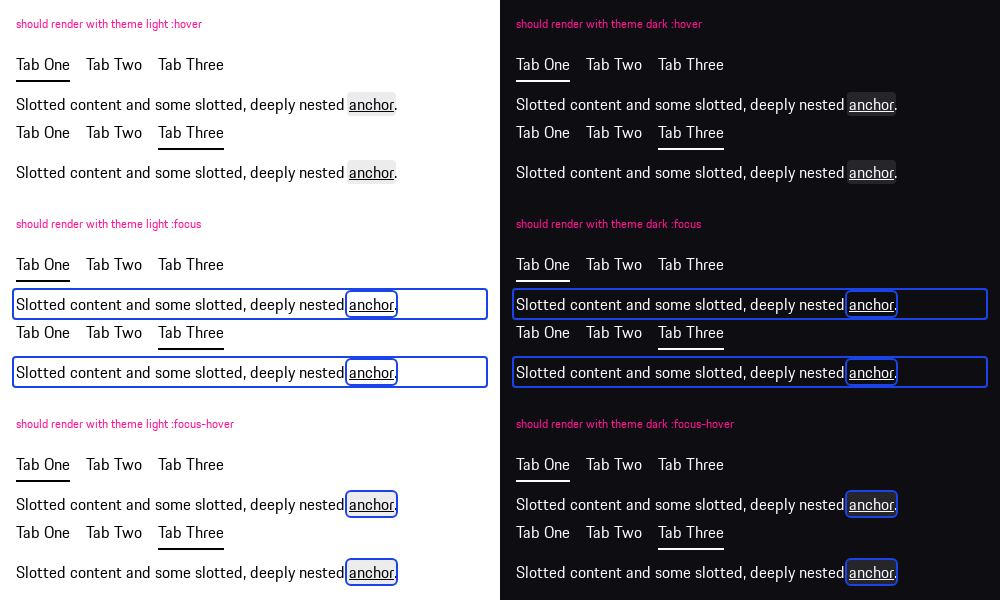 should render with theme light :hover
Tab One Tab Two Tab Three
Slotted content and some slotted, deeply nested anchor.
Tab One Tab Two Tab Three
Slotted content and some slotted, deeply nested anchor.
should render with theme light :focus
Tab One Tab Two Tab Three
Slotted content and some slotted, deeply nested anchor.
Tab One Tab Two Tab Three
Slotted content and some slotted, deeply nested anchor.
should render with theme light :focus-hover
Tab One Tab Two Tab Three
Slotted content and some slotted, deeply nested anchor.
Tab One Tab Two Tab Three
Slotted content and some slotted, deeply nested anchor.
should render with theme dark :hover
Tab One Tab Two Tab Three
Slotted content and some slotted, deeply nested anchor.
Tab One Tab Two Tab Three
Slotted content and some slotted, deeply nested anchor.
should render with theme dark :focus
Tab One Tab Two Tab Three
Slotted content and some slotted, deeply nested anchor.
Tab One Tab Two Tab Three
Slotted content and some slotted, deeply nested anchor.
should render with theme dark :focus-hover
Tab One Tab Two Tab Three
Slotted content and some slotted, deeply nested anchor.
Tab One Tab Two Tab Three
Slotted content and some slotted, deeply nested anchor.